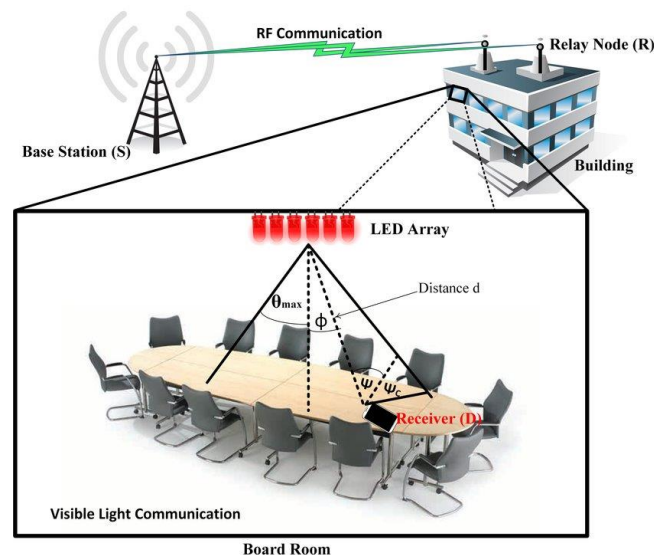 RF Communication
Relay Node (R)
Base Station (S)
Building
LED Array
Distance d
θmax
ϕ
Ψ
Ψc
Receiver (D)
Visible Light Communication
Board Room